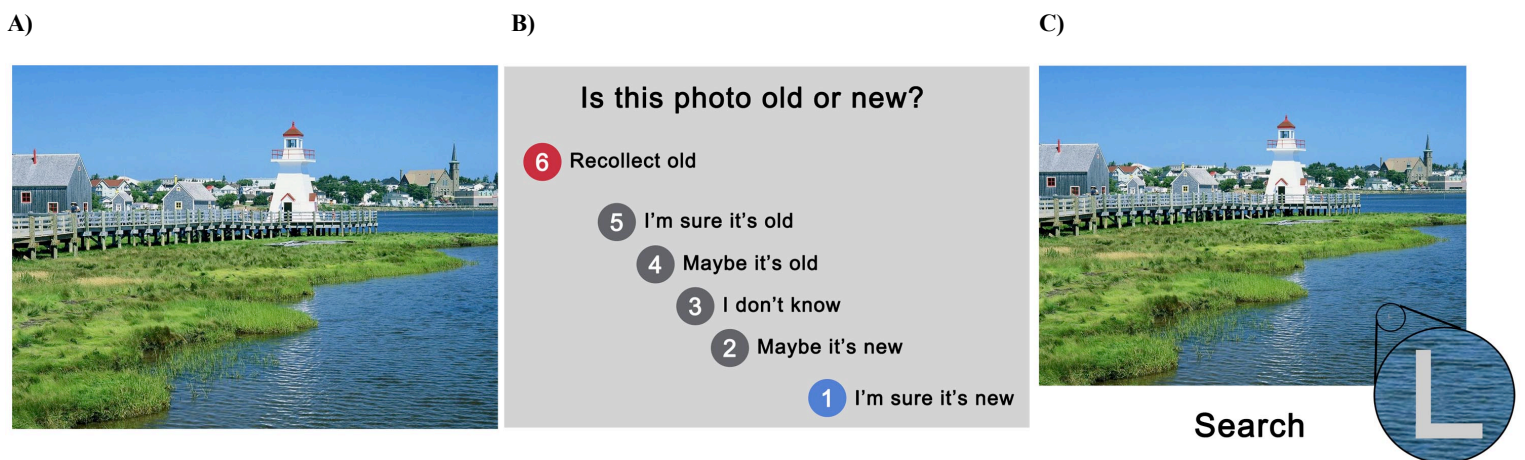 A)
B)
C)
Is this photo old or new?
6 Recollect old
5 I'm sure it's old
4 Maybe it's old
3 I don't know
2 Maybe it's new
1 I'm sure it's new
L
Search